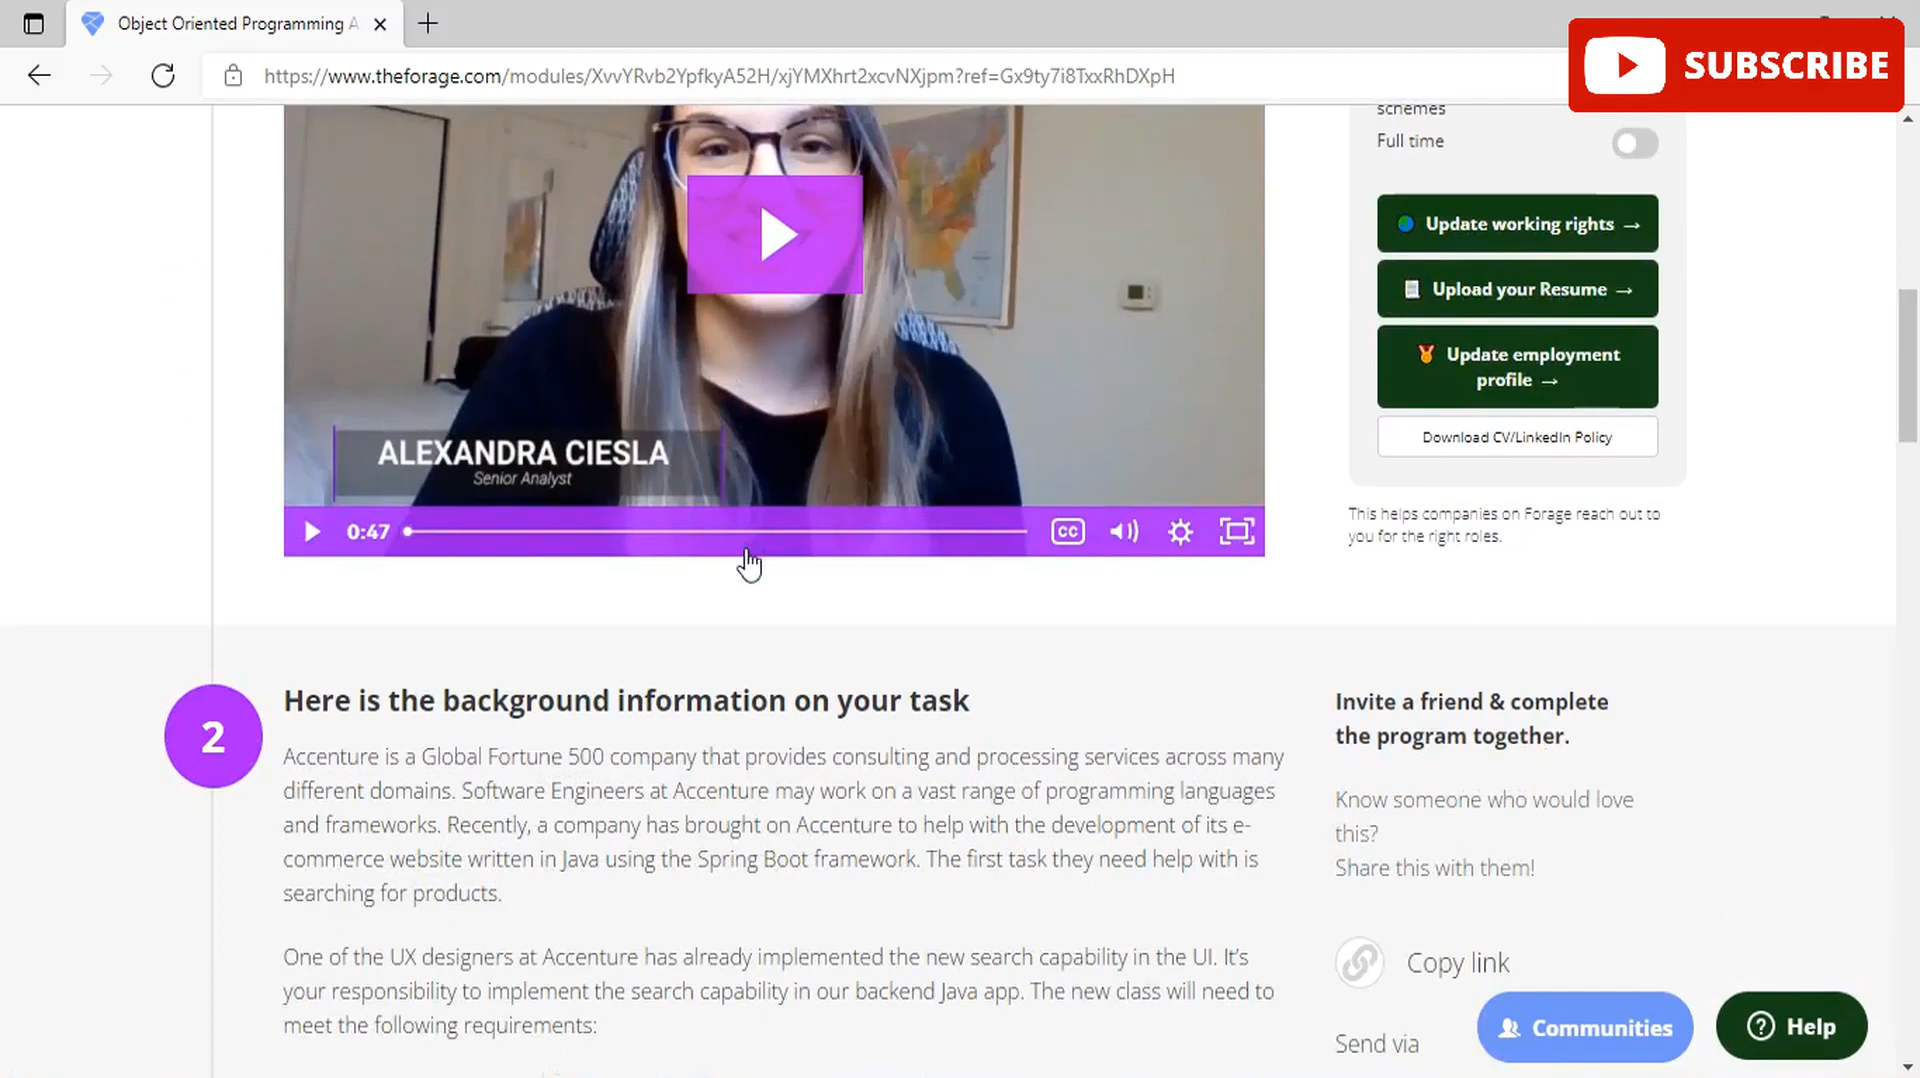 Object Oriented Programming A
https://www.theforage.com/modules/XvvYRvb2YpfkyA52H/xjYMXhrt2xcvNXjpm?ref=Gx9ty7i8TxxRhDXpH
SUBSCRIBE
schemes
Full time
Update working rights →
Upload your Resume →
Update employment
profile →
Download CV/LinkedIn Policy
This helps companies on Forage reach out to
you for the right roles.
ALEXANDRA CIESLA
Senior Analyst
0:47
CC
2
Here is the background information on your task
Accenture is a Global Fortune 500 company that provides consulting and processing services across many
different domains. Software Engineers at Accenture may work on a vast range of programming languages
and frameworks. Recently, a company has brought on Accenture to help with the development of its e-
commerce website written in Java using the Spring Boot framework. The first task they need help with is
searching for products.
One of the UX designers at Accenture has already implemented the new search capability in the UI. It's
your responsibility to implement the search capability in our backend Java app. The new class will need to
meet the following requirements:
Invite a friend & complete
the program together.
Know someone who would love
this?
Share this with them!
Copy link
Send via
Communities
Help